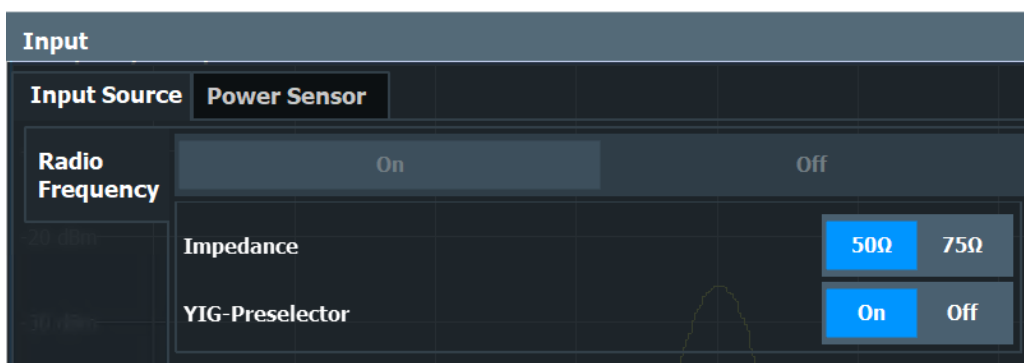 Input
Input Source Power Sensor
Radio
Frequency
On Off
-20 dBm
Impedance 50Ω 75Ω
YIG-Preselector On Off
-30 dBm